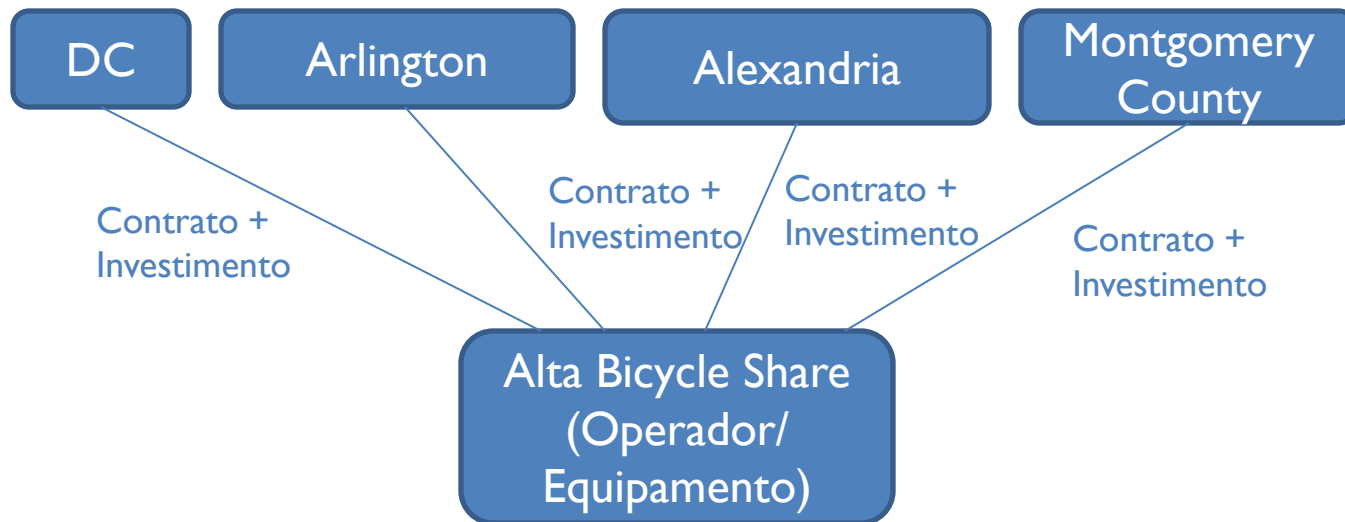 DC
Arlington
Alexandria
Montgomery
County
Contrato +
Investimento
Contrato +
Investimento
Contrato +
Investimento
Contrato +
Investimento
Alta Bicycle Share
(Operador/
Equipamento)